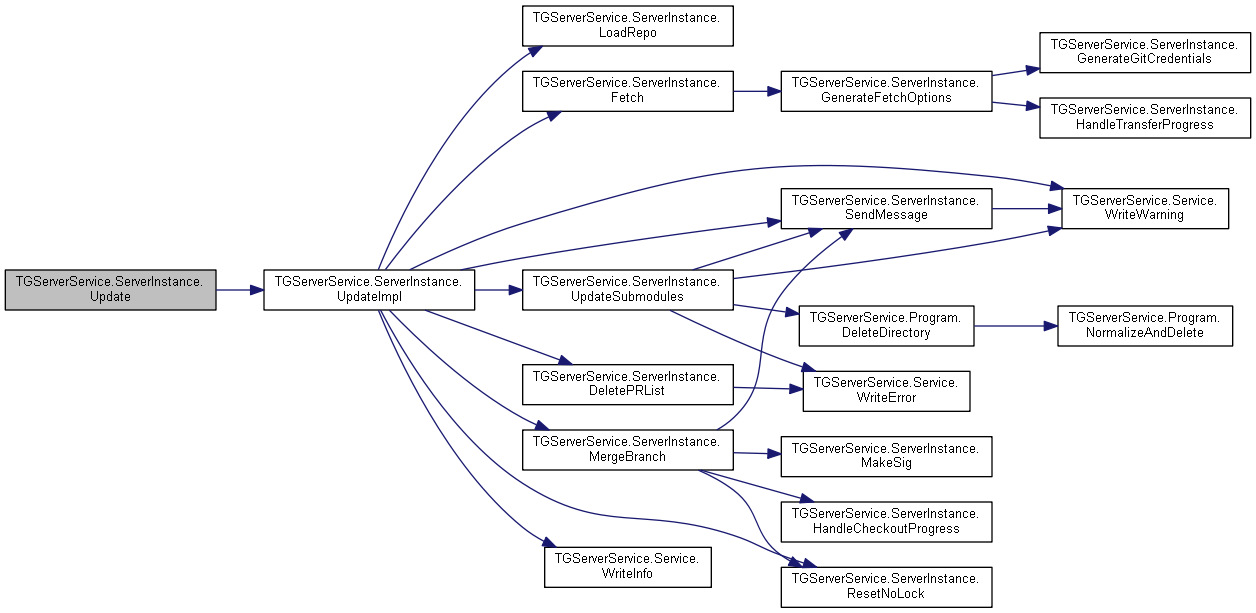 TGServerService.ServerInstance.
Update
TGServerService.ServerInstance.
UpdateImpl
TGServerService.ServerInstance.
LoadRepo
TGServerService.ServerInstance.
Fetch
TGServerService.ServerInstance.
GenerateFetchOptions
TGServerService.ServerInstance.
GenerateGitCredentials
TGServerService.ServerInstance.
HandleTransferProgress
TGServerService.ServerInstance.
SendMessage
TGServerService.Service.
WriteWarning
TGServerService.ServerInstance.
UpdateSubmodules
TGServerService.Program.
DeleteDirectory
TGServerService.Program.
NormalizeAndDelete
TGServerService.ServerInstance.
DeletePRList
TGServerService.Service.
WriteError
TGServerService.ServerInstance.
MergeBranch
TGServerService.ServerInstance.
MakeSig
TGServerService.ServerInstance.
HandleCheckoutProgress
TGServerService.Service.
WriteInfo
TGServerService.ServerInstance.
ResetNoLock